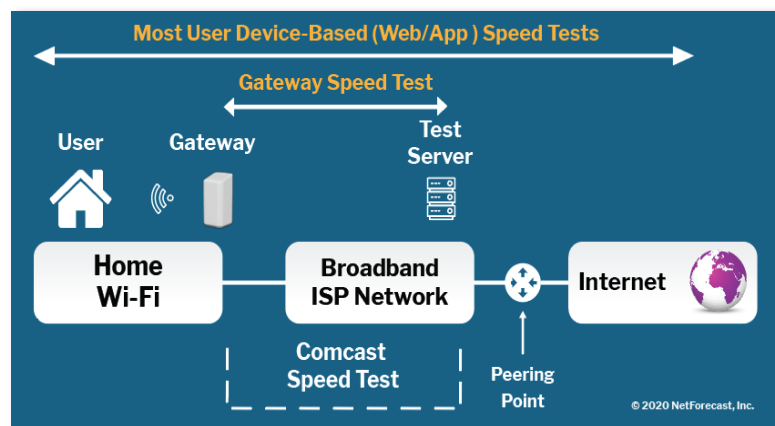 Most User Device-Based (Web/App ) Speed Tests
Gateway Speed Test
User
Gateway
Test
Server
Home
Wi-Fi
Broadband
ISP Network
Internet
Comcast
Speed Test
Peering
Point
© 2020 NetForecast, Inc.